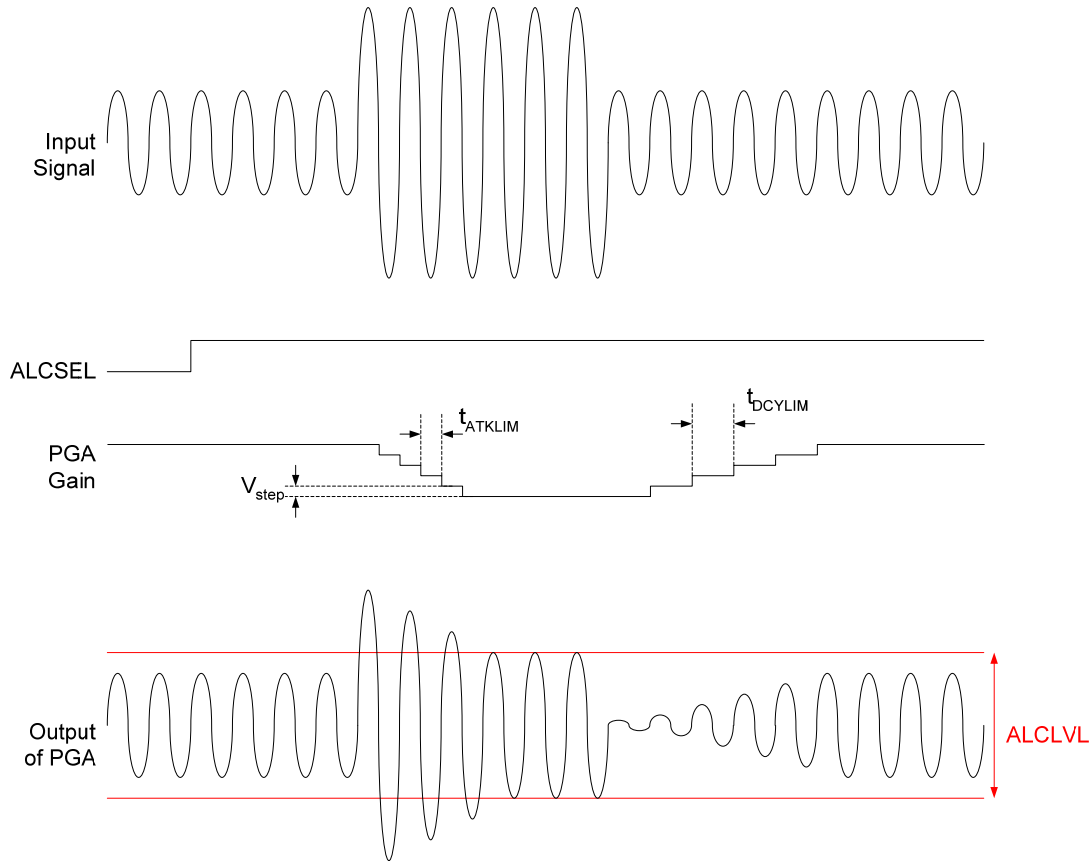 Input
Signal
ALCSEL
tATKLIM
tDCYLIM
PGA
Gain
Vstep
Output
of PGA
ALCLVL